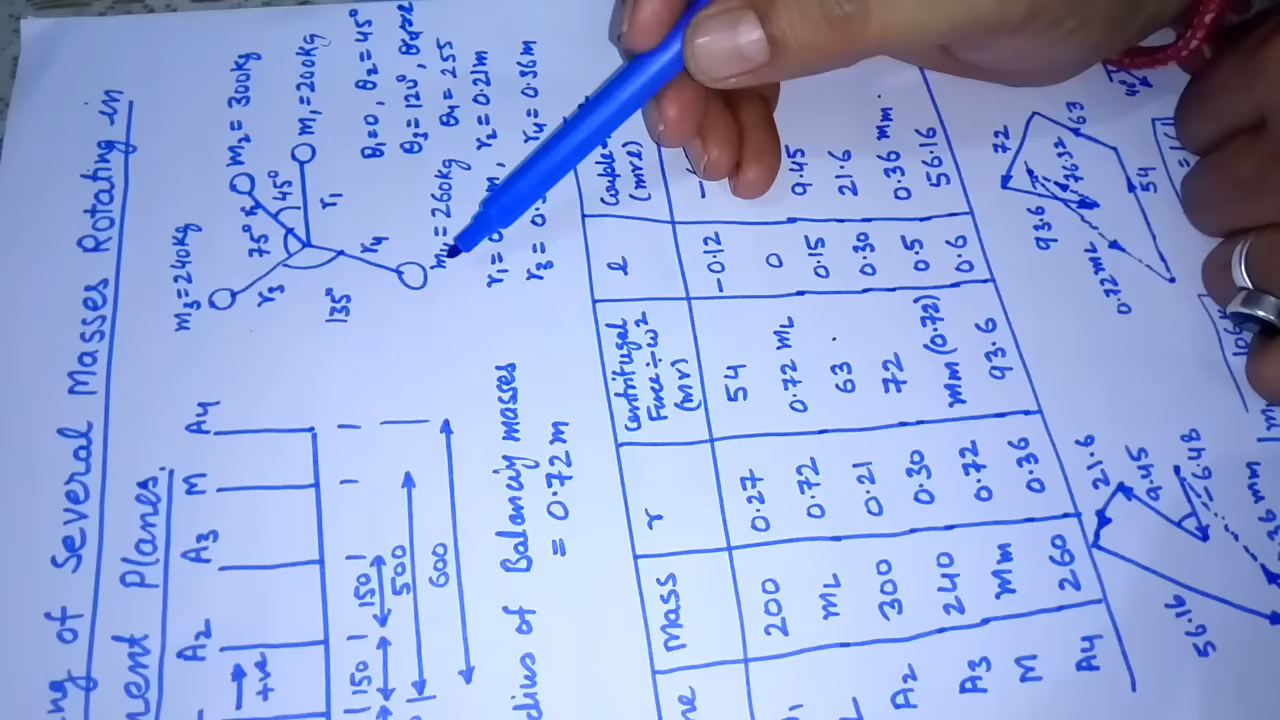 ng of Several Masses Rotating in
nent Planes.
A2 A3 M A4
→ +ve
150 150
500
600
m3=240kg
m2=300kg
m1=200kg
75°
45°
135°
r3
r1
r4
θ1=0, θ2=45°
θ3=120°,
θ4=255
=260kg
r2=0.21m
r4=0.36m
dius of Balancing masses
= 0.72m
ne Mass r Centrifugal Force÷ω² (mr) l Couple÷ (mrl)
200 0.27 54 -0.12
L mL 0.72 0.72 mL 0
A2 300 0.21 63 0.15 9.45
A3 240 0.30 72 0.30 21.6
M mm 0.72 mm(0.72) 0.5 0.36 mm
A4 260 0.36 93.6 0.6 56.16
21.6
9.45
6.48
56.16
0.36 mm
72
63
54
76.32
93.6
0.72 mL